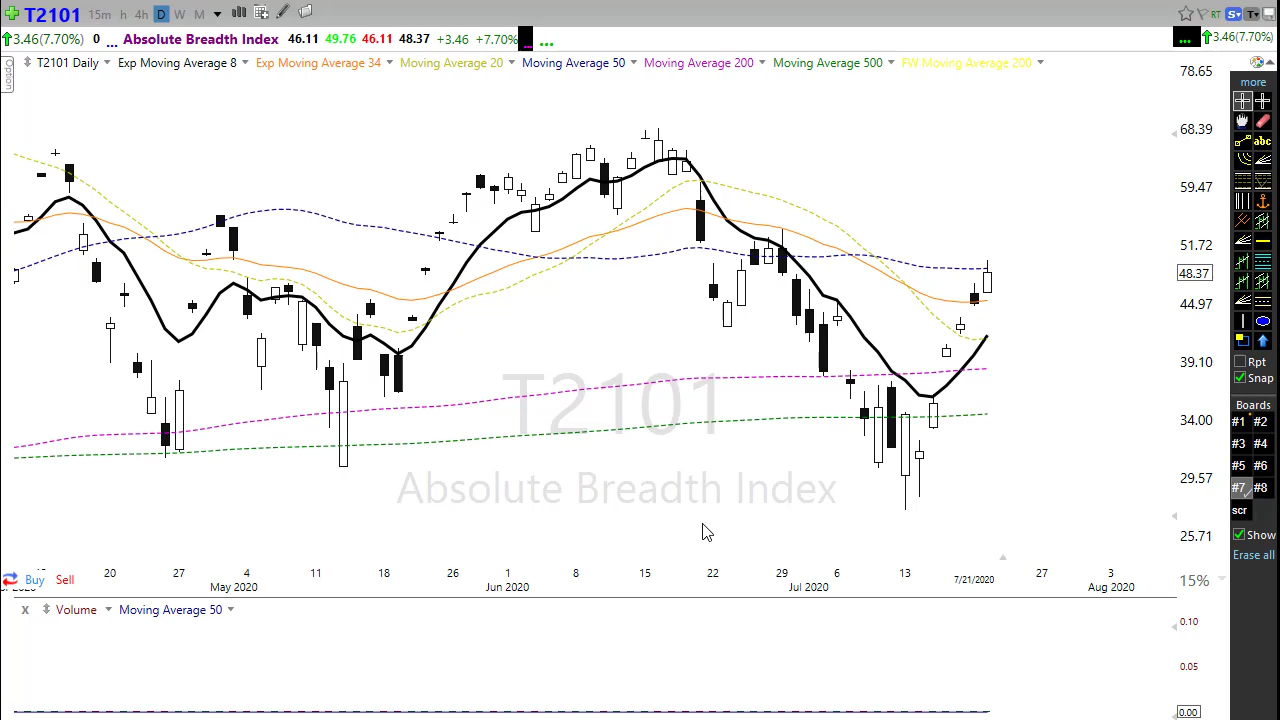 T2101 15m h 4h D W M RT S T
3.46(7.70%) 0 ... Absolute Breadth Index 46.11 49.76 46.11 48.37 +3.46 +7.70% ... ... 3.46(7.70%)
Option T2101 Daily Exp Moving Average 8 Exp Moving Average 34 Moving Average 20 Moving Average 50 Moving Average 200 Moving Average 500 FW Moving Average 200
78.65
more
68.39
abc
59.47
51.72
48.37
44.97
39.10
Rpt
Snap
T2101
Boards
34.00
#1 #2
#3 #4
#5 #6
29.57
Absolute Breadth Index
#7 #8
scr
25.71
Show
Erase all
20 27 4 11 18 26 1 8 15 22 29 6 13 7/21/2020 27 3
Buy Sell
May 2020 Jun 2020 Jul 2020 Aug 2020
15%
X Volume Moving Average 50
0.10
0.05
0.00